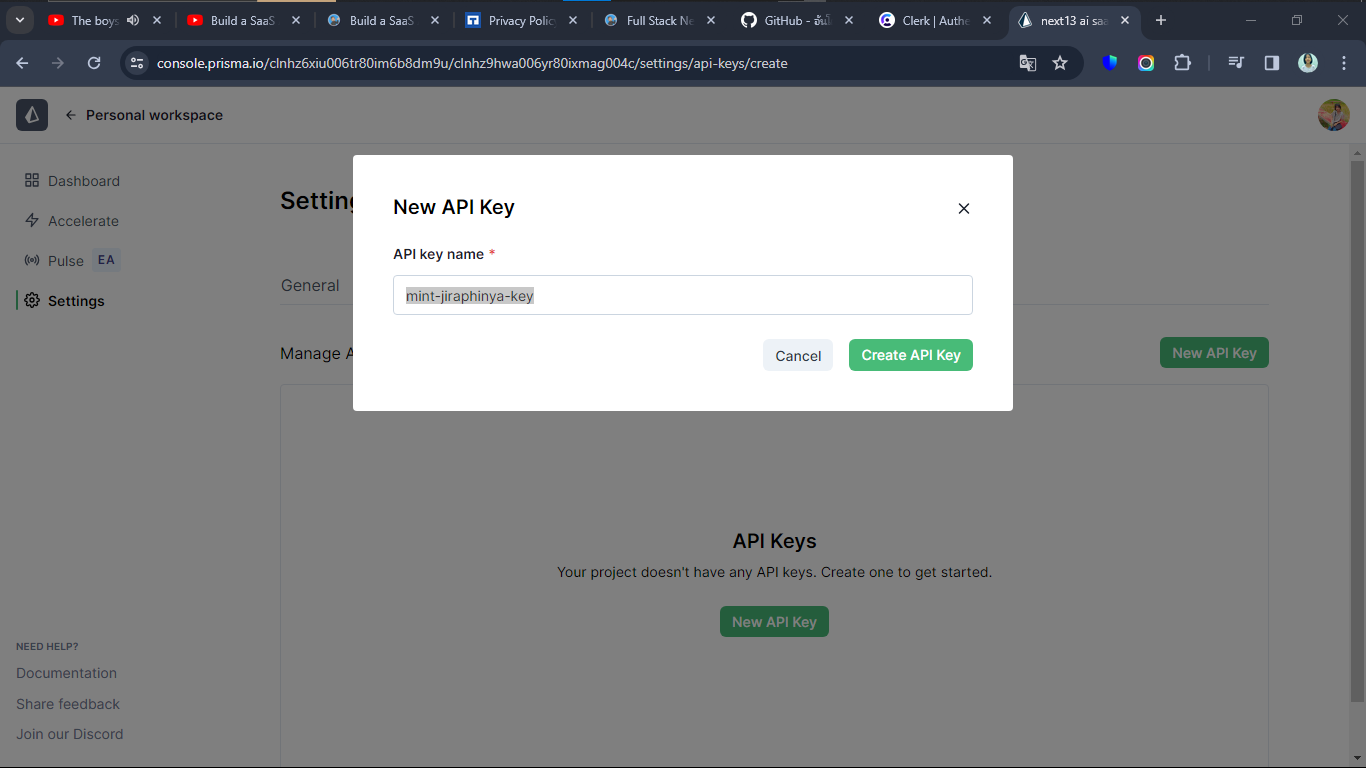 The boys
Build a SaaS
Build a SaaS
Privacy Polic
Full Stack Ne
GitHub - อันโ
Clerk | Authe
next13 ai saa
console.prisma.io/clnhz6xiu006tr80im6b8dm9u/clnhz9hwa006yr80ixmag004c/settings/api-keys/create
Personal workspace
Dashboard
Accelerate
Pulse EA
Settings
Setting
General
Manage A
New API Key
New API Key
API key name *
mint-jiraphinya-key
Cancel
Create API Key
API Keys
Your project doesn't have any API keys. Create one to get started.
New API Key
NEED HELP?
Documentation
Share feedback
Join our Discord